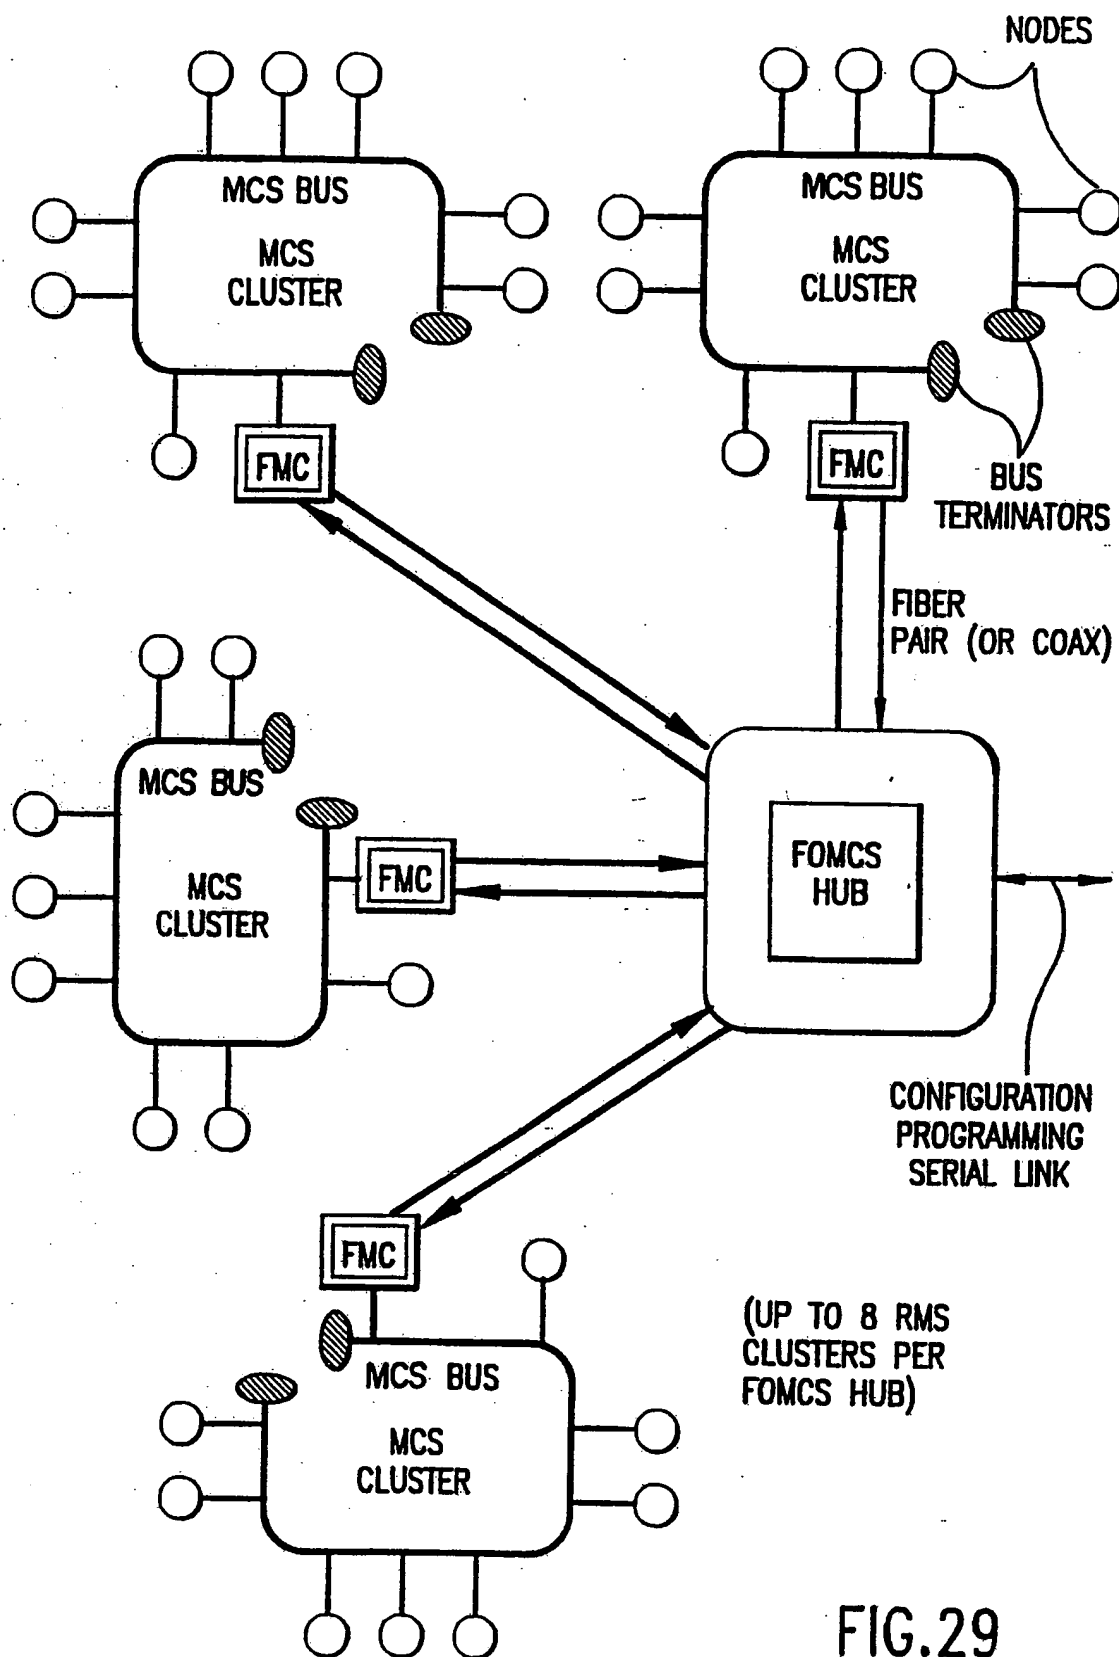 NODES
MCS BUS
MCS
CLUSTER
FMC
MCS BUS
MCS
CLUSTER
FMC
BUS
TERMINATORS
FIBER
PAIR (OR COAX)
MCS BUS
MCS
CLUSTER
FMC
FOMCS
HUB
CONFIGURATION
PROGRAMMING
SERIAL LINK
FMC
MCS BUS
MCS
CLUSTER
(UP TO 8 RMS
CLUSTERS PER
FOMCS HUB)
FIG.29